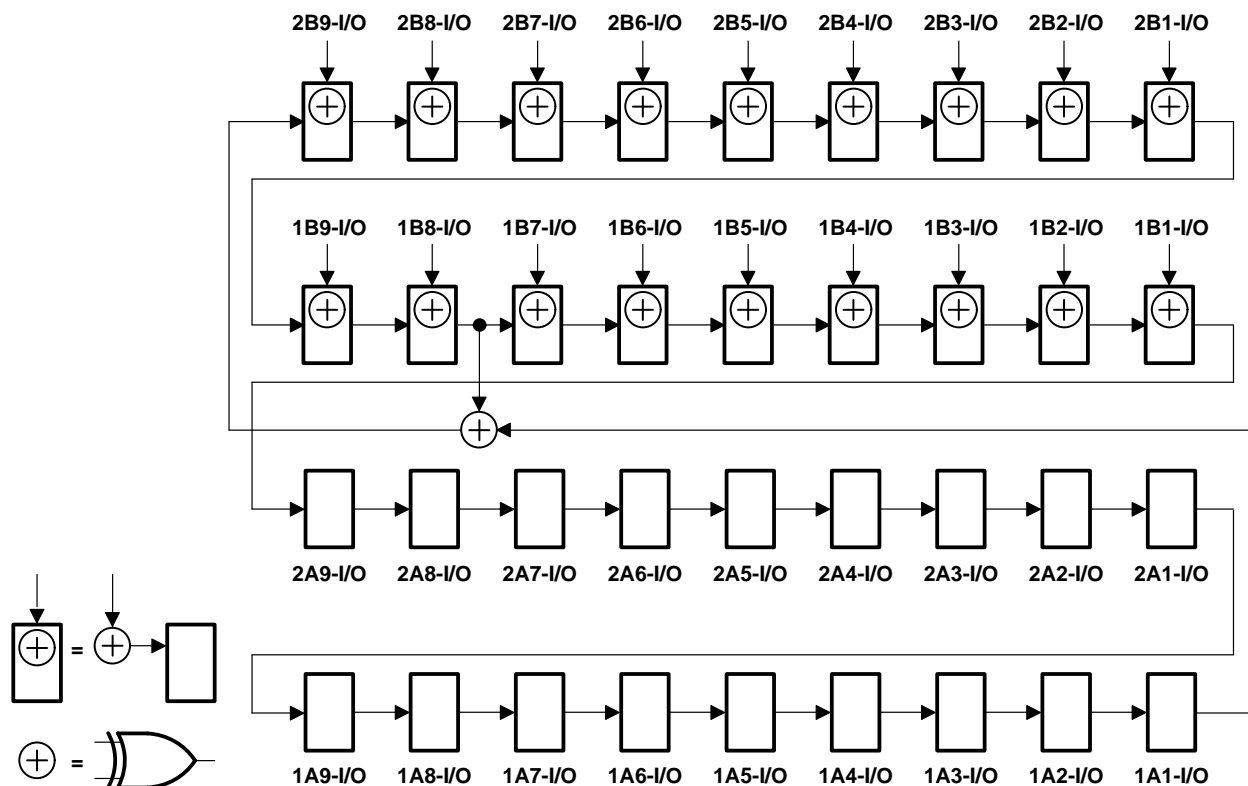 2B9-I/O 2B8-I/O 2B7-I/O 2B6-I/O 2B5-I/O 2B4-I/O 2B3-I/O 2B2-I/O 2B1-I/O
1B9-I/O 1B8-I/O 1B7-I/O 1B6-I/O 1B5-I/O 1B4-I/O 1B3-I/O 1B2-I/O 1B1-I/O
2A9-I/O 2A8-I/O 2A7-I/O 2A6-I/O 2A5-I/O 2A4-I/O 2A3-I/O 2A2-I/O 2A1-I/O
=
=
1A9-I/O 1A8-I/O 1A7-I/O 1A6-I/O 1A5-I/O 1A4-I/O 1A3-I/O 1A2-I/O 1A1-I/O